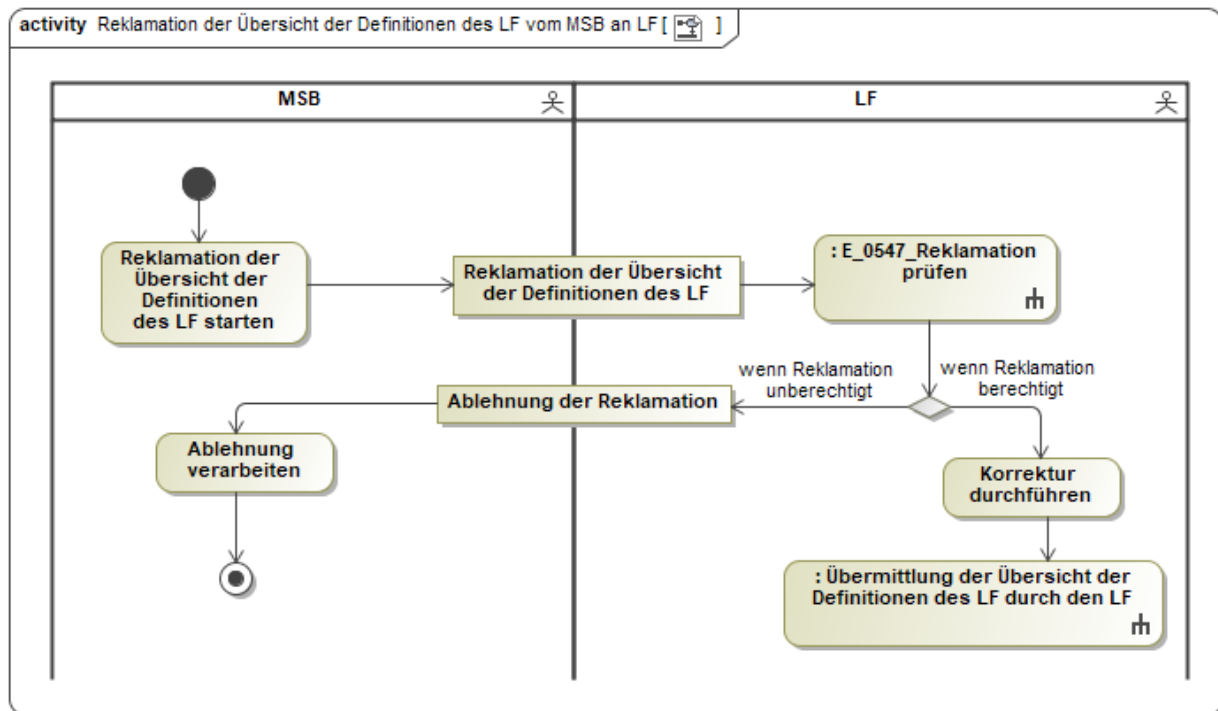 activity Reklamation der Übersicht der Definitionen des LF vom MSB an LF [ ]
MSB
LF
Reklamation der
Übersicht der
Definitionen
des LF starten
Reklamation der Übersicht
der Definitionen des LF
: E_0547_Reklamation
prüfen
wenn Reklamation
unberechtigt
wenn Reklamation
berechtigt
Ablehnung der Reklamation
Ablehnung
verarbeiten
Korrektur
durchführen
: Übermittlung der Übersicht der
Definitionen des LF durch den LF